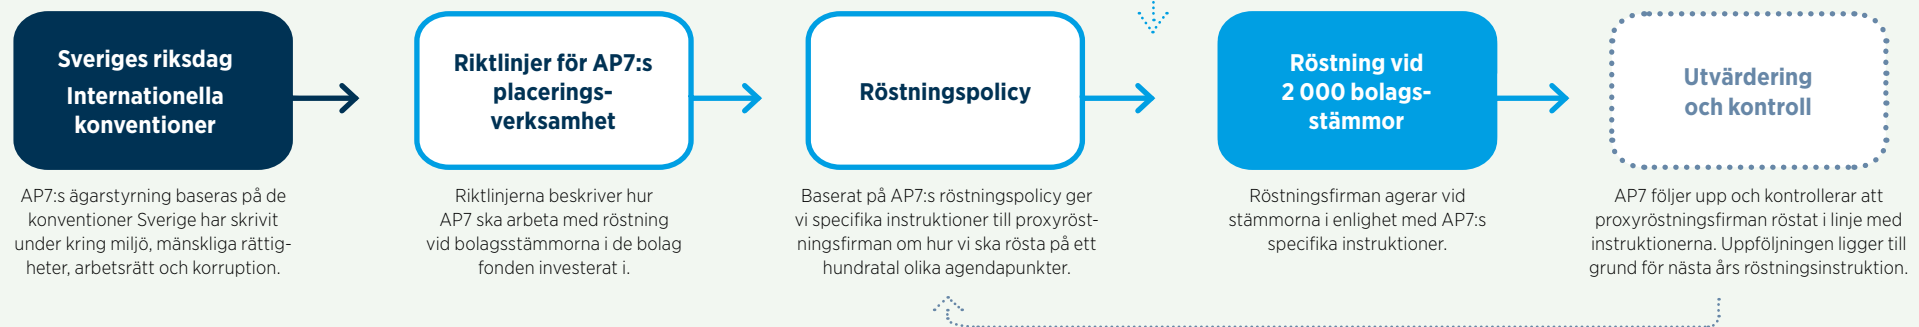 Sveriges riksdag
Internationella
konventioner
AP7:s ägarstyrning baseras på de
konventioner Sverige har skrivit
under kring miljö, mänskliga rättig-
heter, arbetsrätt och korruption.
Riktlinjer för AP7:s
placerings-
verksamhet
Riktlinjerna beskriver hur
AP7 ska arbeta med röstning
vid bolagsstämmorna i de bolag
fonden investerat i.
Röstningspolicy
Baserat på AP7:s röstningspolicy ger
vi specifika instruktioner till proxyröst-
ningsfirman om hur vi ska rösta på ett
hundratal olika agendapunkter.
Röstning vid
2 000 bolags-
stämmor
Röstningsfirman agerar vid
stämmorna i enlighet med AP7:s
specifika instruktioner.
Utvärdering
och kontroll
AP7 följer upp och kontrollerar att
proxyröstningsfirman röstat i linje med
instruktionerna. Uppföljningen ligger till
grund för nästa års röstningsinstruktion.